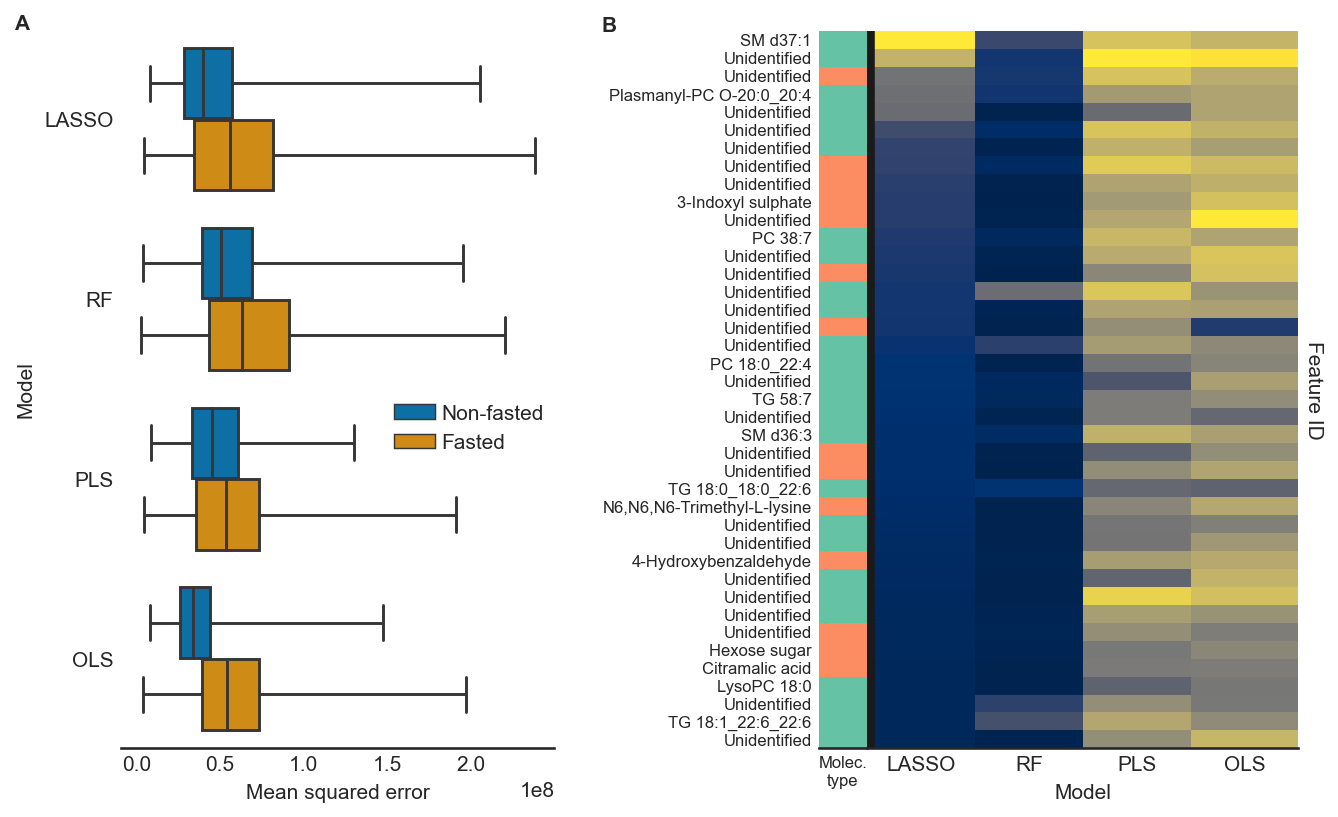 A
LASSO
RF
PLS
OLS
Model
Non-fasted
Fasted
0.0 0.5 1.0 1.5 2.0
1e8
Mean squared error
B
SM d37:1
Unidentified
Unidentified
Plasmanyl-PC O-20:0_20:4
Unidentified
Unidentified
Unidentified
Unidentified
Unidentified
3-Indoxyl sulphate
Unidentified
PC 38:7
Unidentified
Unidentified
Unidentified
Unidentified
Unidentified
Unidentified
PC 18:0_22:4
Unidentified
TG 58:7
Unidentified
SM d36:3
Unidentified
Unidentified
TG 18:0_18:0_22:6
N6,N6,N6-Trimethyl-L-lysine
Unidentified
Unidentified
4-Hydroxybenzaldehyde
Unidentified
Unidentified
Unidentified
Unidentified
Hexose sugar
Citramalic acid
LysoPC 18:0
Unidentified
TG 18:1_22:6_22:6
Unidentified
Feature ID
Molec.
type
LASSO RF PLS OLS
Model